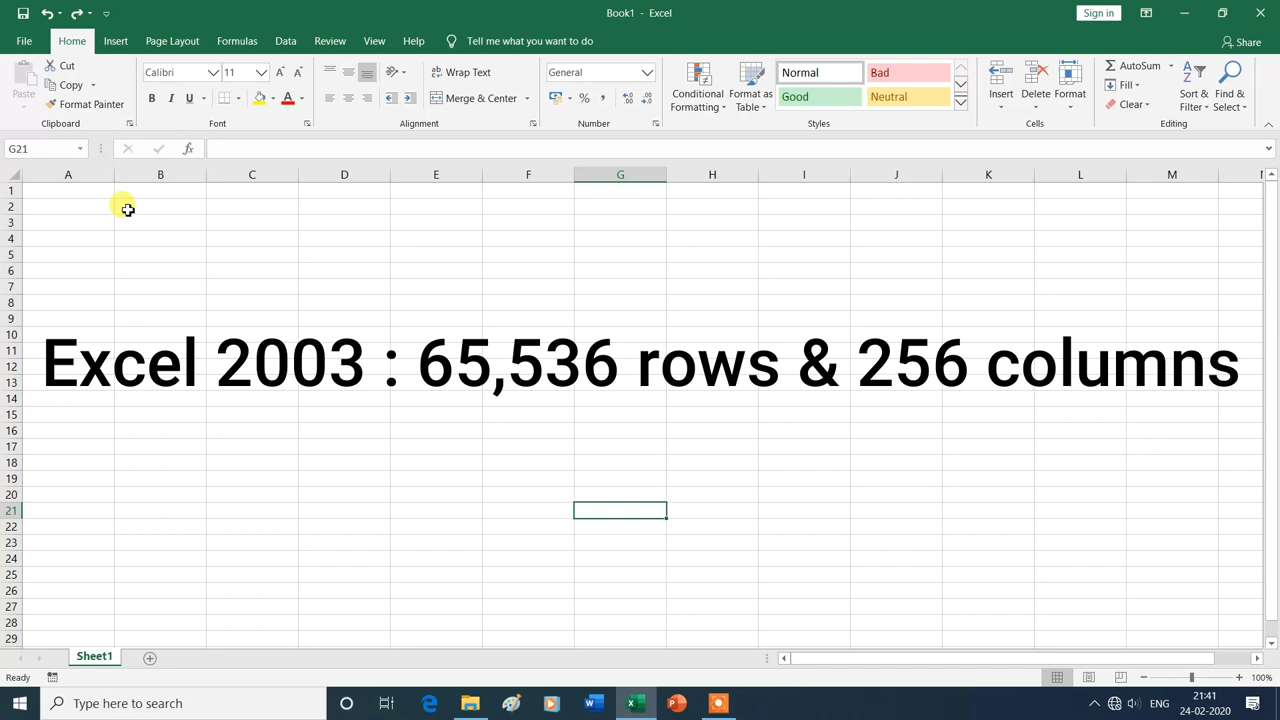 Book1 - Excel
Sign in
File Home Insert Page Layout Formulas Data Review View Help Tell me what you want to do Share
Paste Cut Copy Format Painter Clipboard
Calibri 11 B I U A A A Font
Wrap Text Merge & Center Alignment
General % , Number
Conditional Formatting Format as Table Normal Bad Good Neutral Styles
Insert Delete Format Cells
AutoSum Fill Clear Sort & Filter Find & Select Editing
G21 fx
A B C D E F G H I J K L M
1
2
3
4
5
6
7
8
9
10
11
12
13
14
15
16
17
18
19
20
21
22
23
24
25
26
27
28
29
Excel 2003 : 65,536 rows & 256 columns
Sheet1
Ready 100%
Type here to search ENG 21:41
24-02-2020